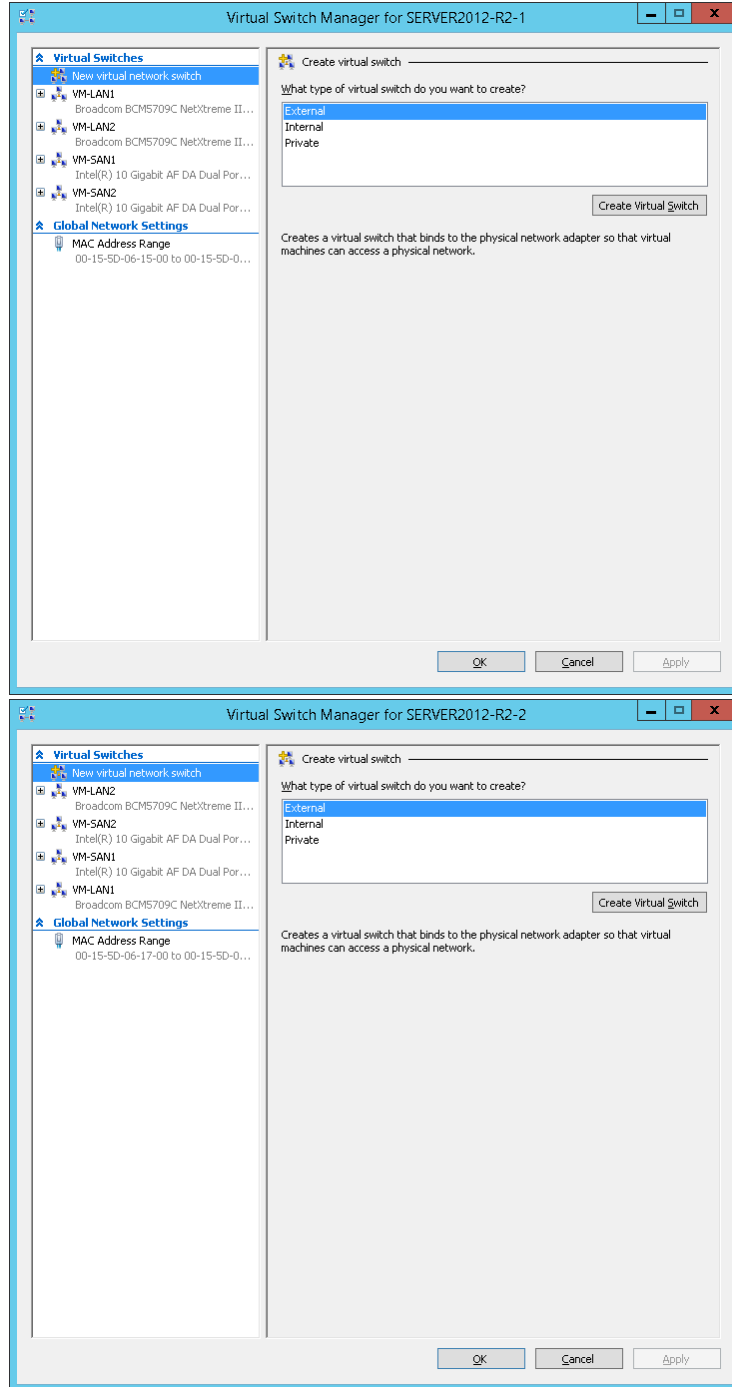 Virtual Switch Manager for SERVER2012-R2-1
Virtual Switches
New virtual network switch
VM-LAN1
Broadcom BCM5709C NetXtreme II...
VM-LAN2
Broadcom BCM5709C NetXtreme II...
VM-SAN1
Intel(R) 10 Gigabit AF DA Dual Por...
VM-SAN2
Intel(R) 10 Gigabit AF DA Dual Por...
Global Network Settings
MAC Address Range
00-15-5D-06-15-00 to 00-15-5D-0...
Create virtual switch
What type of virtual switch do you want to create?
External
Internal
Private
Create Virtual Switch
Creates a virtual switch that binds to the physical network adapter so that virtual
machines can access a physical network.
OK
Cancel
Apply
Virtual Switch Manager for SERVER2012-R2-2
Virtual Switches
New virtual network switch
VM-LAN2
Broadcom BCM5709C NetXtreme II...
VM-SAN2
Intel(R) 10 Gigabit AF DA Dual Por...
VM-SAN1
Intel(R) 10 Gigabit AF DA Dual Por...
VM-LAN1
Broadcom BCM5709C NetXtreme II...
Global Network Settings
MAC Address Range
00-15-5D-06-17-00 to 00-15-5D-0...
Create virtual switch
What type of virtual switch do you want to create?
External
Internal
Private
Create Virtual Switch
Creates a virtual switch that binds to the physical network adapter so that virtual
machines can access a physical network.
OK
Cancel
Apply